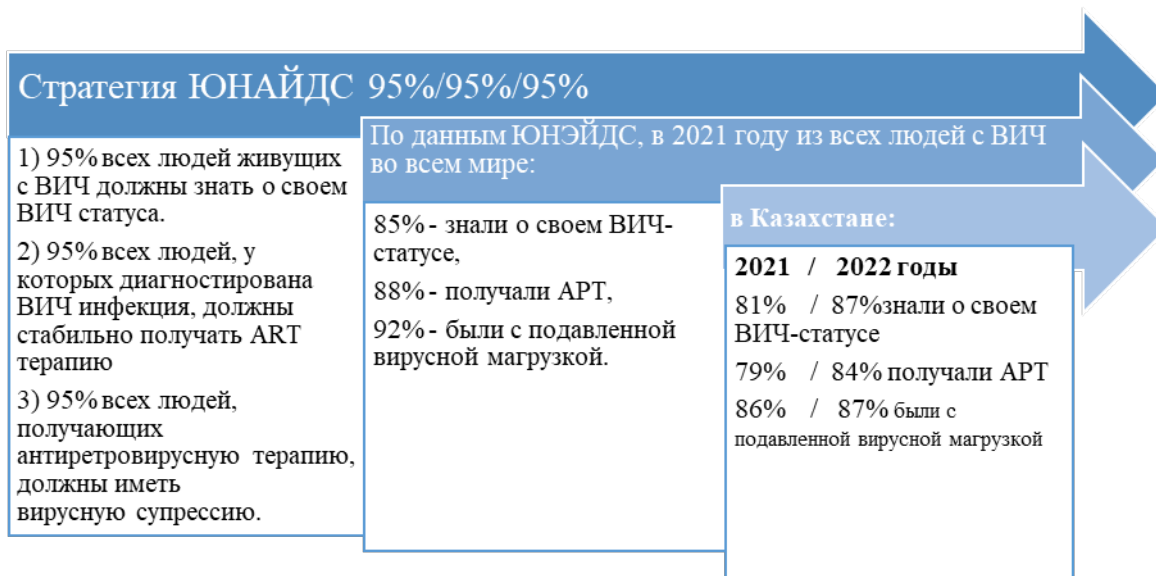 Стратегия ЮНАЙДС 95%/95%/95%
1) 95% всех людей живущих
с ВИЧ должны знать о своем
ВИЧ статуса.
2) 95% всех людей, у
которых диагностирована
ВИЧ инфекция, должны
стабильно получать ART
терапию
3) 95% всех людей,
получающих
антиретровирусную терапию,
должны иметь
вирусную супрессию.
По данным ЮНЭЙДС, в 2021 году из всех людей с ВИЧ
во всем мире:
85% - знали о своем ВИЧ-
статусе,
88% - получали АРТ,
92% - были с подавленной
вирусной магрузкой.
в Казахстане:
2021 / 2022 годы
81% / 87%знали о своем
ВИЧ-статусе
79% / 84% получали АРТ
86% / 87% были с
подавленной вирусной магрузкой